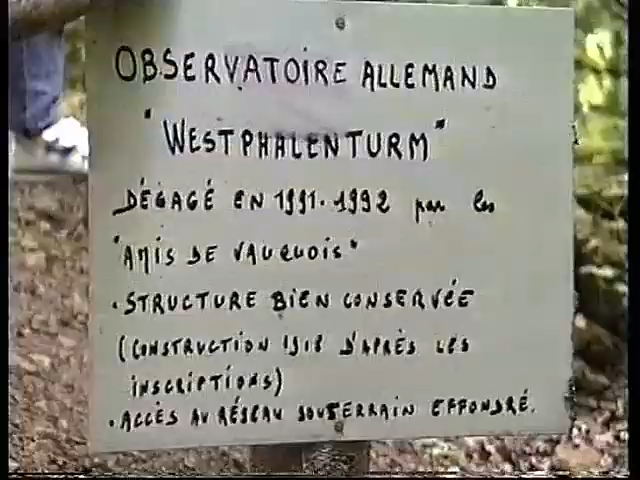 OBSERVATOIRE ALLEMAND
"WESTPHALENTURM"
DÉGAGÉ EN 1991-1992 par les
"AMIS DE VAUQUOIS"
• STRUCTURE BIEN CONSERVÉE
(CONSTRUCTION 1918 D'APRÈS LES
INSCRIPTIONS)
• ACCÈS AU RÉSEAU SOUTERRAIN EFFONDRÉ.